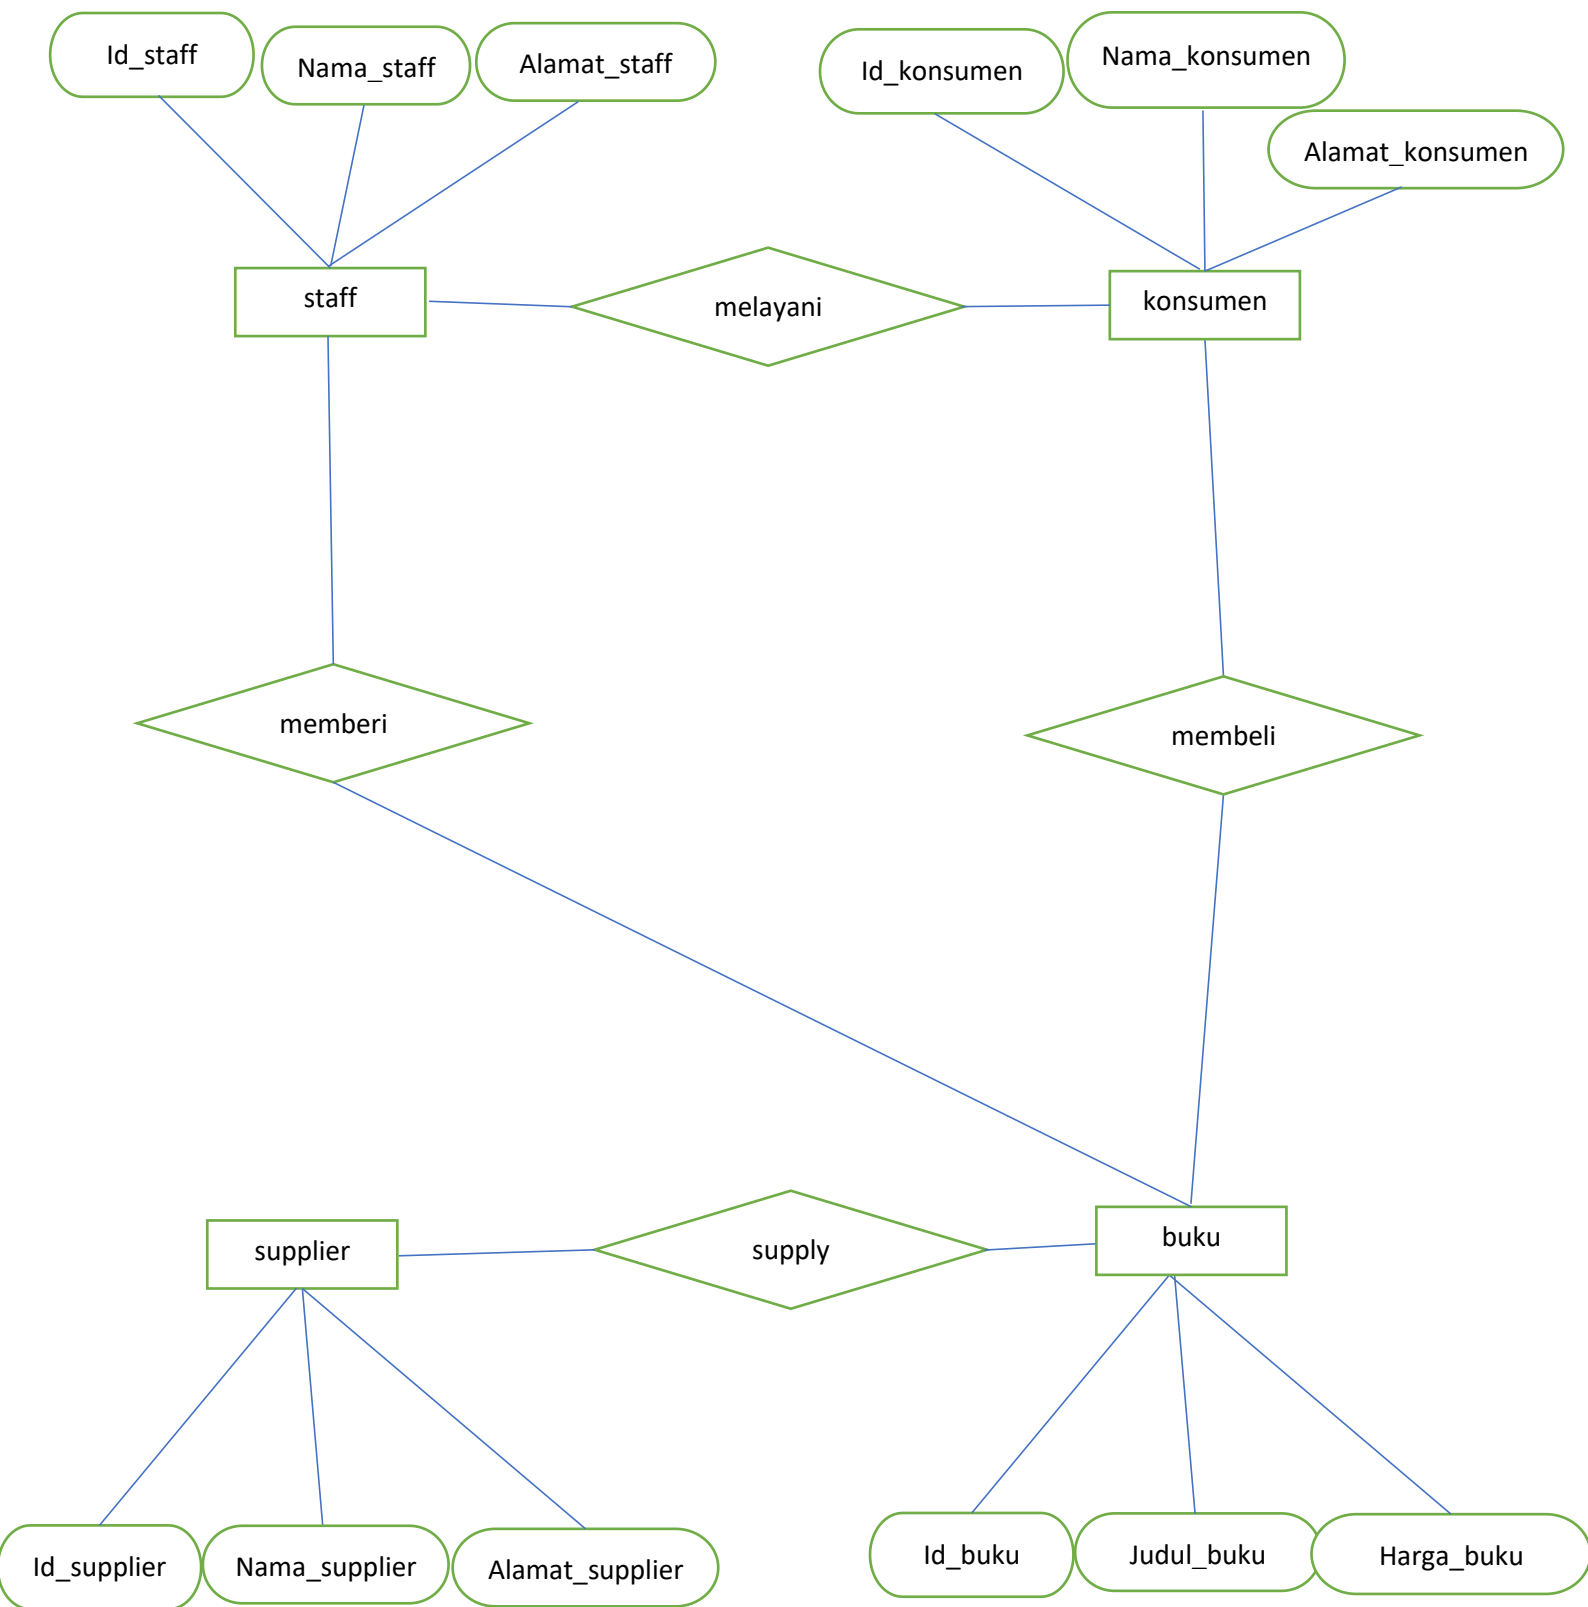 Id_staff
Nama_staff
Alamat_staff
Id_konsumen
Nama_konsumen
Alamat_konsumen
staff
melayani
konsumen
memberi
membeli
supplier
supply
buku
Id_supplier
Nama_supplier
Alamat_supplier
Id_buku
Judul_buku
Harga_buku